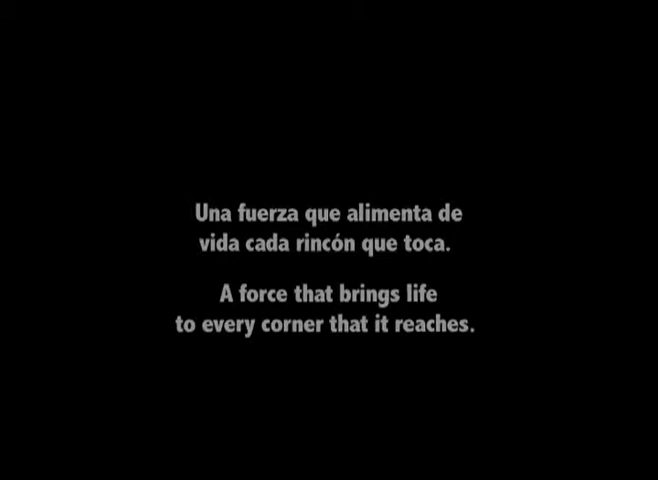 Una fuerza que alimenta de
vida cada rincón que toca.
A force that brings life
to every corner that it reaches.